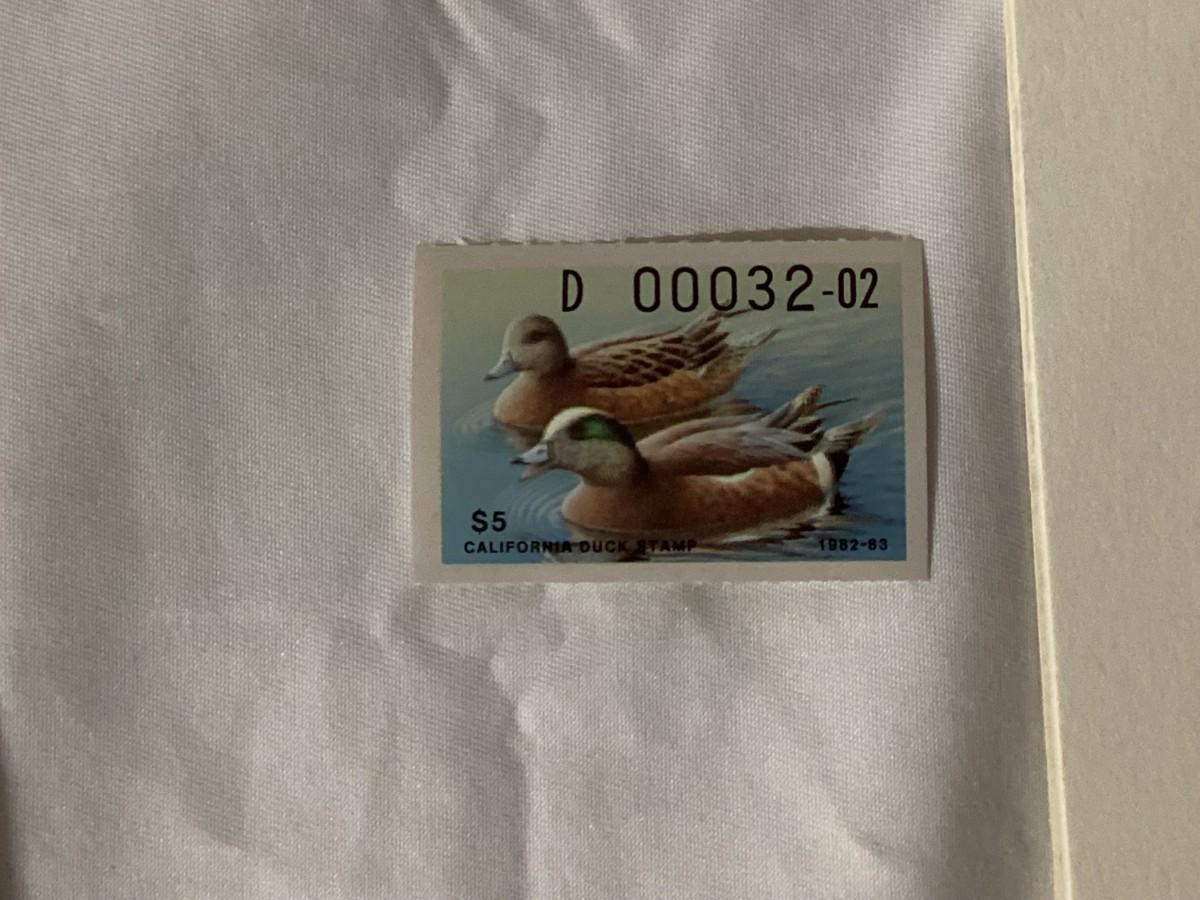 D 00032-02
$5
CALIFORNIA DUCK STAMP 1982-83